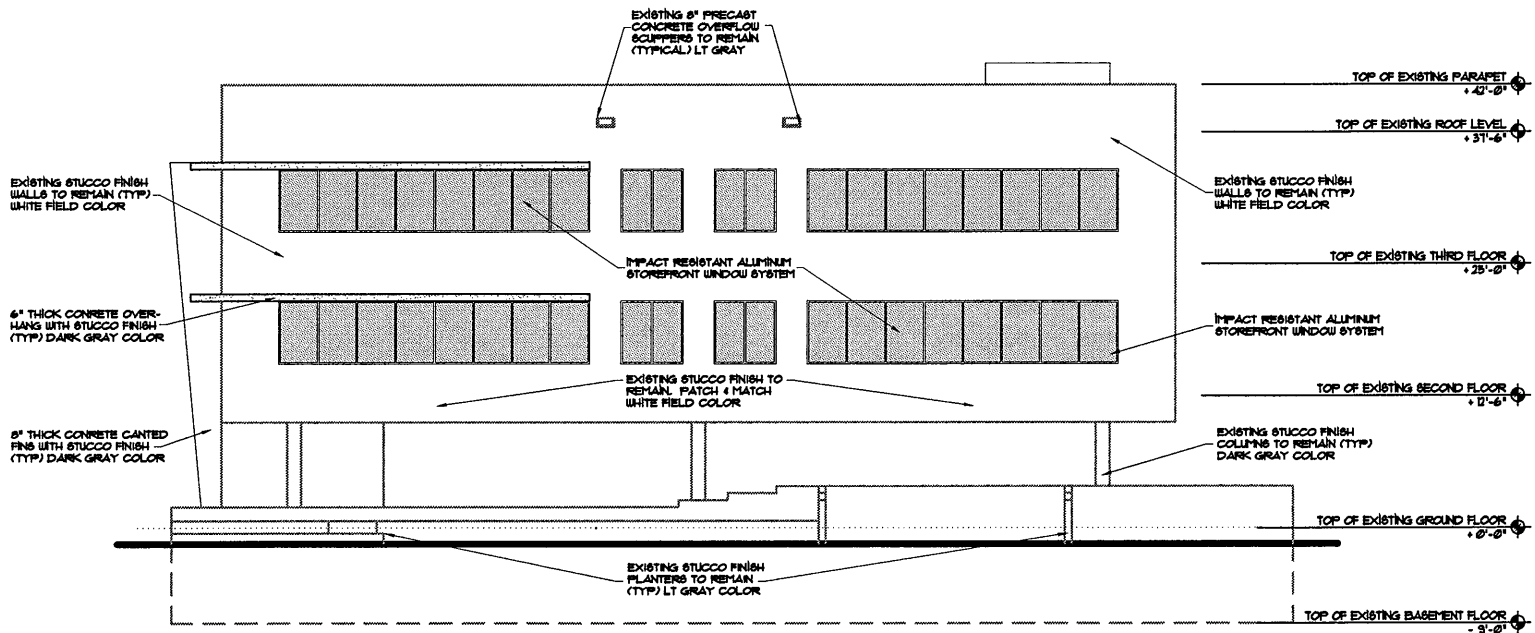 EXISTING 8" PRECAST
CONCRETE OVERFLOW
SCUPPERS TO REMAIN
(TYPICAL) LT GRAY
TOP OF EXISTING PARAPET
+42'-0"
TOP OF EXISTING ROOF LEVEL
+37'-6"
EXISTING STUCCO FINISH
WALLS TO REMAIN (TYP)
WHITE FIELD COLOR
EXISTING STUCCO FINISH
WALLS TO REMAIN (TYP)
WHITE FIELD COLOR
IMPACT RESISTANT ALUMINUM
STOREFRONT WINDOW SYSTEM
TOP OF EXISTING THIRD FLOOR
+25'-0"
6" THICK CONRETE OVER-
HANG WITH STUCCO FINISH
(TYP) DARK GRAY COLOR
IMPACT RESISTANT ALUMINUM
STOREFRONT WINDOW SYSTEM
EXISTING STUCCO FINISH TO
REMAIN. PATCH & MATCH
WHITE FIELD COLOR
TOP OF EXISTING SECOND FLOOR
+12'-6"
8" THICK CONRETE CANTED
FINS WITH STUCCO FINISH
(TYP) DARK GRAY COLOR
EXISTING STUCCO FINISH
COLUMNS TO REMAIN (TYP)
DARK GRAY COLOR
TOP OF EXISTING GROUND FLOOR
+0'-0"
EXISTING STUCCO FINISH
PLANTERS TO REMAIN
(TYP) LT GRAY COLOR
TOP OF EXISTING BASEMENT FLOOR
- 9'-0"